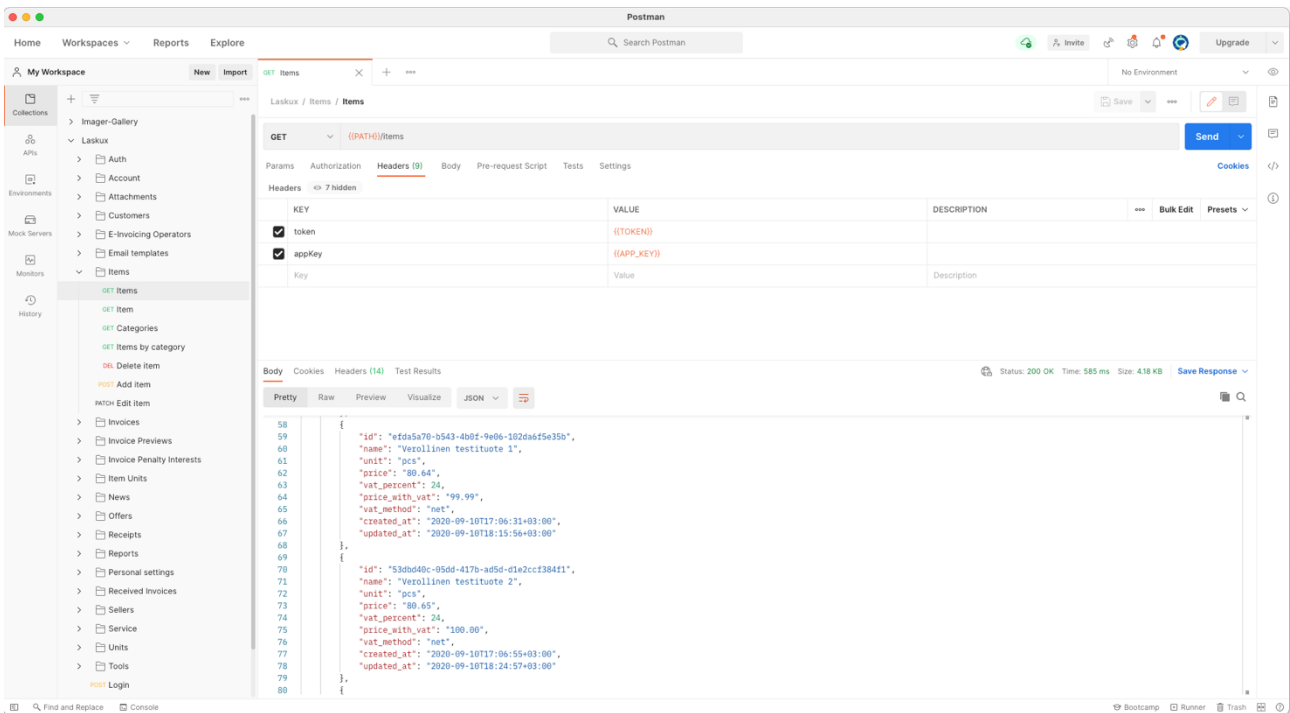 Postman
Home Workspaces Reports Explore Search Postman Invite Upgrade
My Workspace New Import GET Items No Environment
Collections
APIs
Environments
Mock Servers
Monitors
History
Imager-Gallery
Laskux
Auth
Account
Attachments
Customers
E-Invoicing Operators
Email templates
Items
GET Items
GET Item
GET Categories
GET Items by category
DEL Delete item
POST Add item
PATCH Edit item
Invoices
Invoice Previews
Invoice Penalty Interests
Item Units
News
Offers
Receipts
Reports
Personal settings
Received Invoices
Sellers
Service
Units
Tools
POST Login
Laskux / Items / Items Save
GET {{PATH}}/items Send
Params Authorization Headers (9) Body Pre-request Script Tests Settings Cookies
Headers 7 hidden
KEY VALUE DESCRIPTION Bulk Edit Presets
token {{TOKEN}}
appKey {{APP_KEY}}
Key Value Description
Body Cookies Headers (14) Test Results Status: 200 OK Time: 585 ms Size: 4.18 KB Save Response
Pretty Raw Preview Visualize JSON
58 {
59 "id": "efda5a70-b543-4b0f-9e06-102da6f5e35b",
60 "name": "Verollinen testituote 1",
61 "unit": "pcs",
62 "price": "80.64",
63 "vat_percent": 24,
64 "price_with_vat": "99.99",
65 "vat_method": "net",
66 "created_at": "2020-09-10T17:06:31+03:00",
67 "updated_at": "2020-09-10T18:15:56+03:00"
68 },
69 {
70 "id": "53dbd40c-05dd-417b-ad5d-d1e2ccf384f1",
71 "name": "Verollinen testituote 2",
72 "unit": "pcs",
73 "price": "80.65",
74 "vat_percent": 24,
75 "price_with_vat": "100.00",
76 "vat_method": "net",
77 "created_at": "2020-09-10T17:06:55+03:00",
78 "updated_at": "2020-09-10T18:24:57+03:00"
79 },
80 {
Find and Replace Console Bootcamp Runner Trash